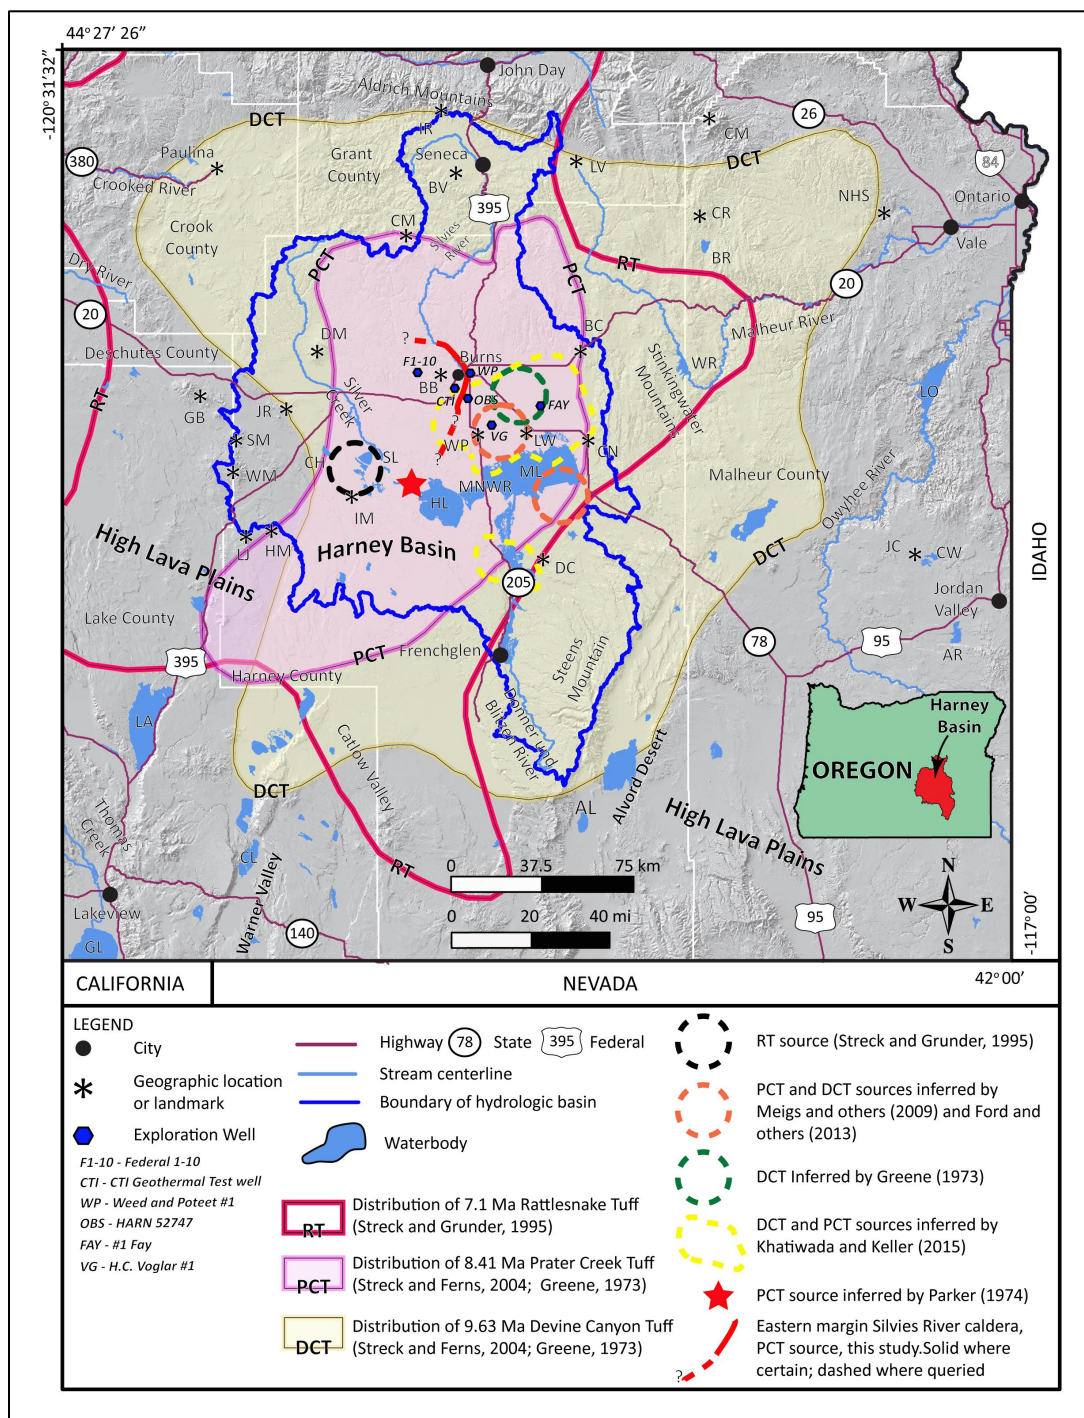 44° 27' 26"
-120°31'32"
John Day
Aldrich Mountains
26
DCT
IR
CM
Paulina
Grant
County
Seneca
LV
DCT
84
380
Crooked River
BV
NHS
Ontario
395
CR
Crook
County
CM
Silvies
River
Vale
Dry River
PCT
PCT
RT
BR
20
20
BC
Malheur River
Deschutes County
DM
?
Burns
Stinkingwater
Mountains
WR
F1-10
WP
RT
Silver
Creek
BB
LO
GB
JR
CTI
OBS
FAY
?
SM
WP
VG
LW
CN
?
CH
SL
ML
WM
MNWR
Malheur County
IM
HL
Owyhee River
High Lava Plains
LJ
HM
Harney Basin
DCT
JC
CW
DC
IDAHO
205
Jordan
Valley
Lake County
78
95
PCT
Frenchglen
395
AR
Harney County
Steens
Mountain
LA
Donner und
Blitzen River
Harney
Basin
Catlow Valley
OREGON
DCT
Alvord Desert
AL
High Lava Plains
Thomas
Creek
CL
RT
0 37.5 75 km
N
Lakeview
Warner Valley
0 20 40 mi
W E
GL
140
95
S
-117°00'
CALIFORNIA
NEVADA
42°00'
LEGEND
City
Geographic location
or landmark
Exploration Well
F1-10 - Federal 1-10
CTI - CTI Geothermal Test well
WP - Weed and Poteet #1
OBS - HARN 52747
FAY - #1 Fay
VG - H.C. Voglar #1
Highway 78 State 395 Federal
Stream centerline
Boundary of hydrologic basin
Waterbody
RT
Distribution of 7.1 Ma Rattlesnake Tuff
(Streck and Grunder, 1995)
PCT
Distribution of 8.41 Ma Prater Creek Tuff
(Streck and Ferns, 2004; Greene, 1973)
DCT
Distribution of 9.63 Ma Devine Canyon Tuff
(Streck and Ferns, 2004; Greene, 1973)
RT source (Streck and Grunder, 1995)
PCT and DCT sources inferred by
Meigs and others (2009) and Ford and
others (2013)
DCT Inferred by Greene (1973)
DCT and PCT sources inferred by
Khatiwada and Keller (2015)
PCT source inferred by Parker (1974)
Eastern margin Silvies River caldera,
PCT source, this study.Solid where
certain; dashed where queried
?